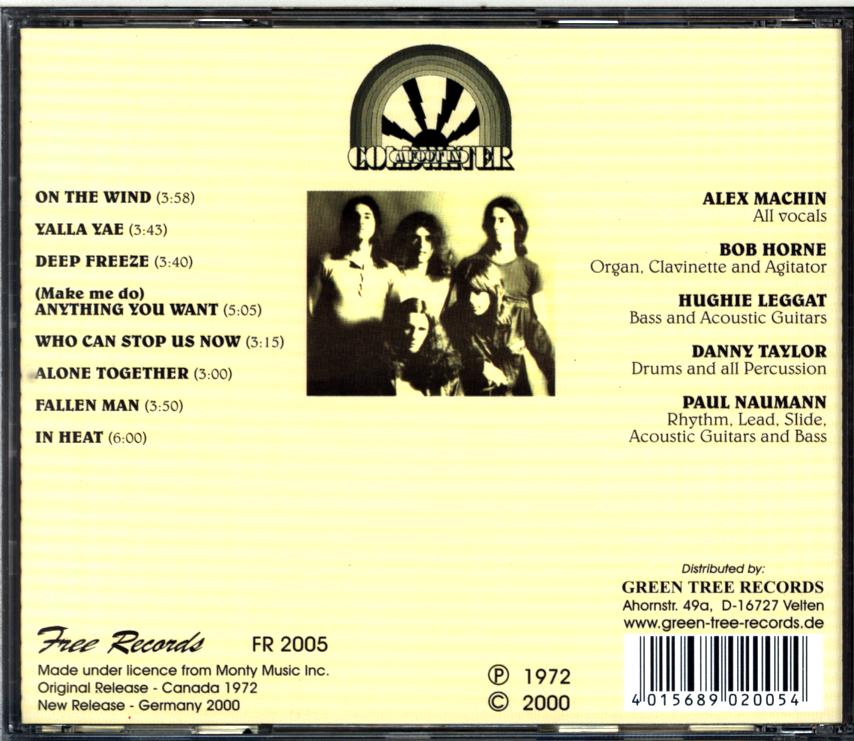 A FOOT IN
COLDWATER
ON THE WIND (3:58)
YALLA YAE (3:43)
DEEP FREEZE (3:40)
(Make me do)
ANYTHING YOU WANT (5:05)
WHO CAN STOP US NOW (3:15)
ALONE TOGETHER (3:00)
FALLEN MAN (3:50)
IN HEAT (6:00)
ALEX MACHIN
All vocals
BOB HORNE
Organ, Clavinette and Agitator
HUGHIE LEGGAT
Bass and Acoustic Guitars
DANNY TAYLOR
Drums and all Percussion
PAUL NAUMANN
Rhythm, Lead, Slide,
Acoustic Guitars and Bass
Free Records FR 2005
Made under licence from Monty Music Inc.
Original Release - Canada 1972
New Release - Germany 2000
Ⓟ 1972
© 2000
Distributed by:
GREEN TREE RECORDS
Ahornstr. 49a, D-16727 Velten
www.green-tree-records.de
4 015689 020054